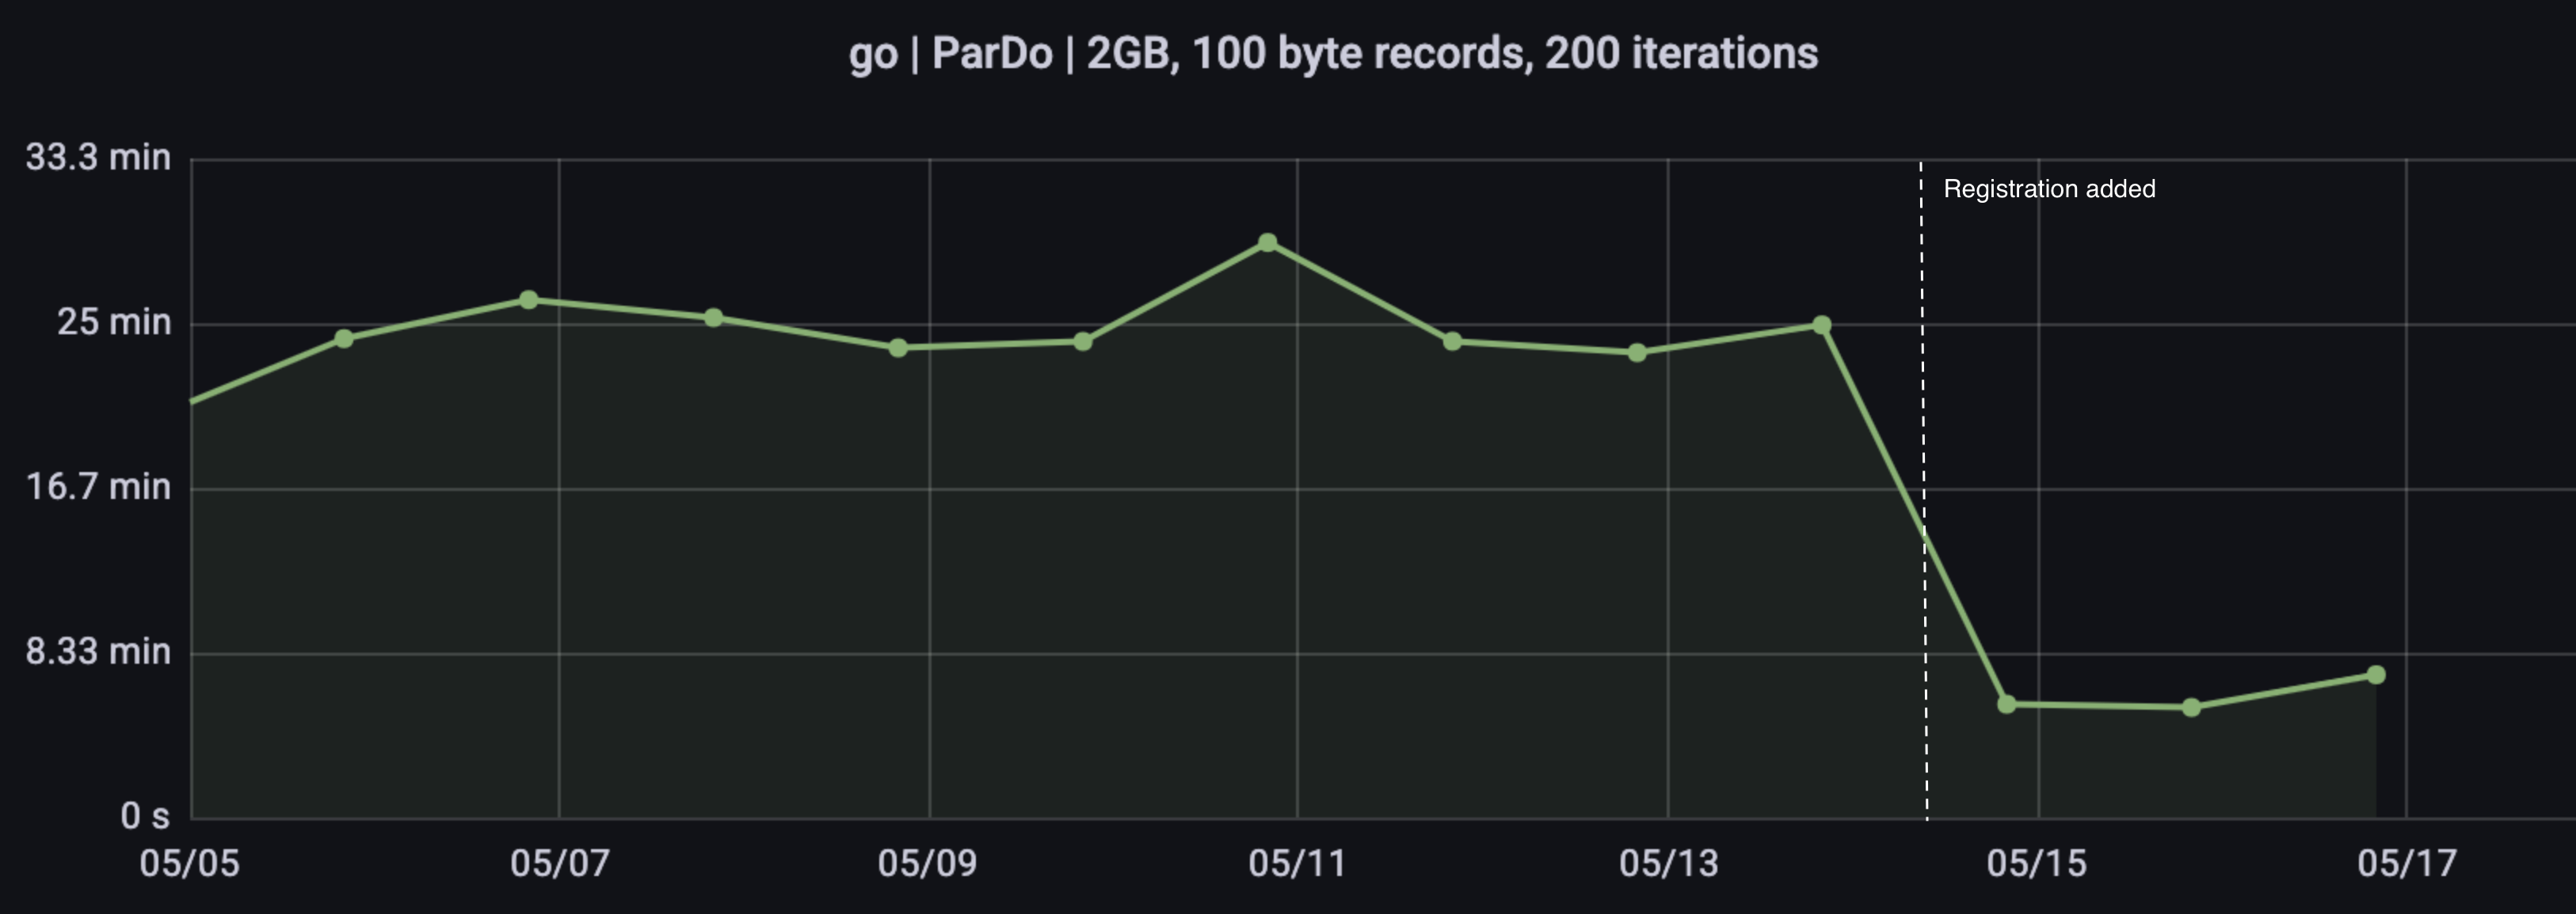 go | ParDo | 2GB, 100 byte records, 200 iterations
33.3 min
Registration added
25 min
16.7 min
8.33 min
0 s
05/05 05/07 05/09 05/11 05/13 05/15 05/17